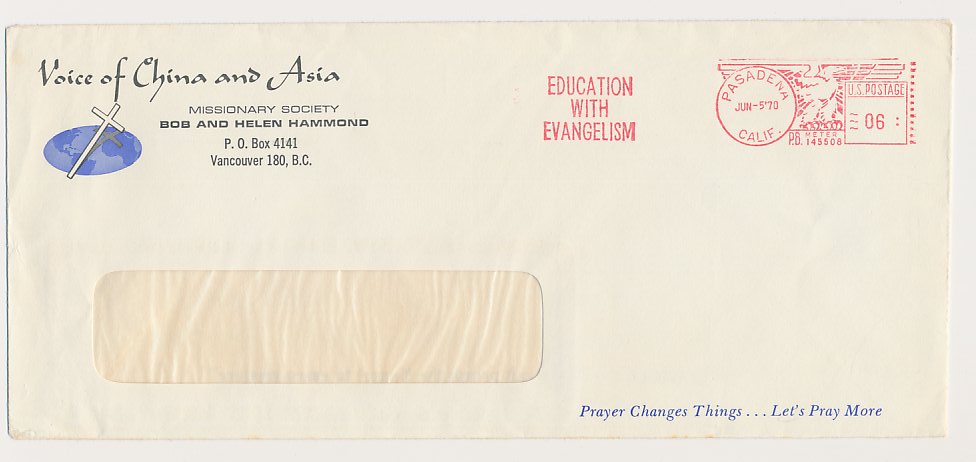 Voice of China and Asia
MISSIONARY SOCIETY
BOB AND HELEN HAMMOND
P. O. Box 4141
Vancouver 180, B.C.
EDUCATION
WITH
EVANGELISM
PASADENA
JUN-5'70
CALIF.
U.S. POSTAGE
06
P.B. METER
145508
Prayer Changes Things . . . Let's Pray More